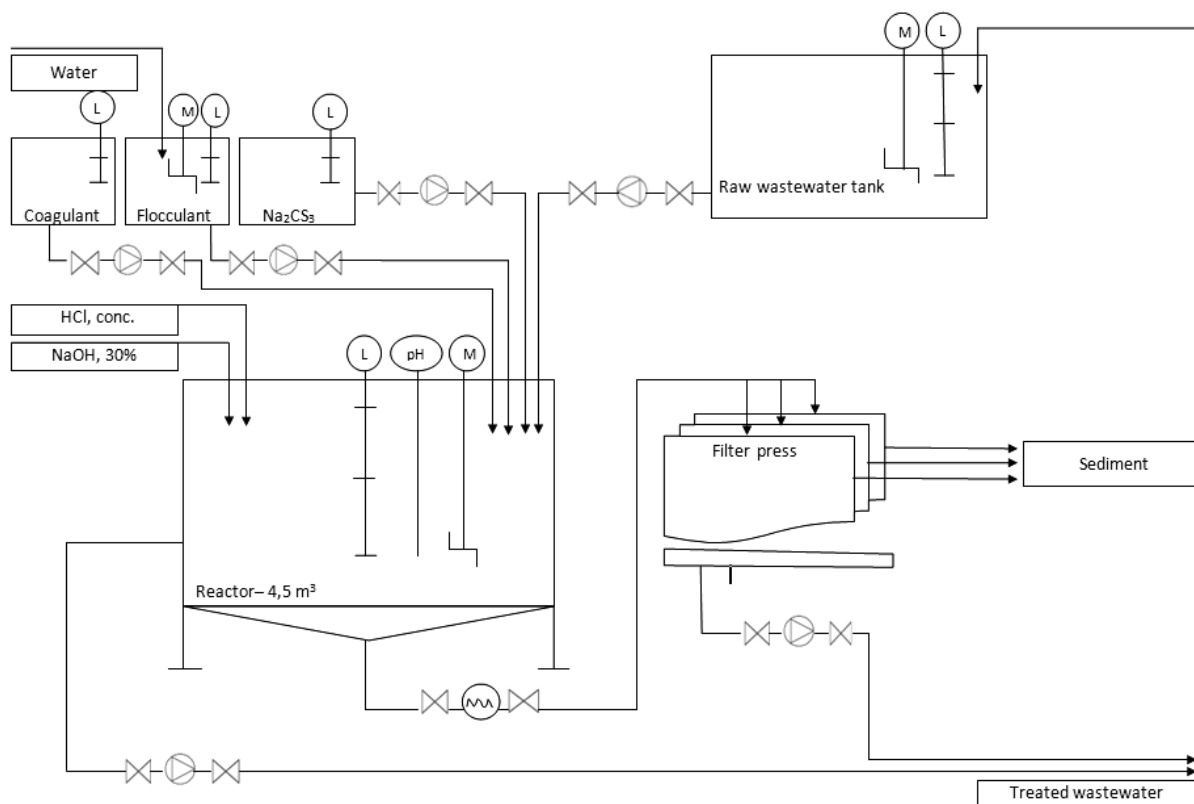 M
L
Water
L
M
L
L
Raw wastewater tank
Coagulant
Flocculant
Na₂CS₃
HCl, conc.
NaOH, 30%
L
pH
M
Filter press
Sediment
Reactor– 4,5 m³
Treated wastewater